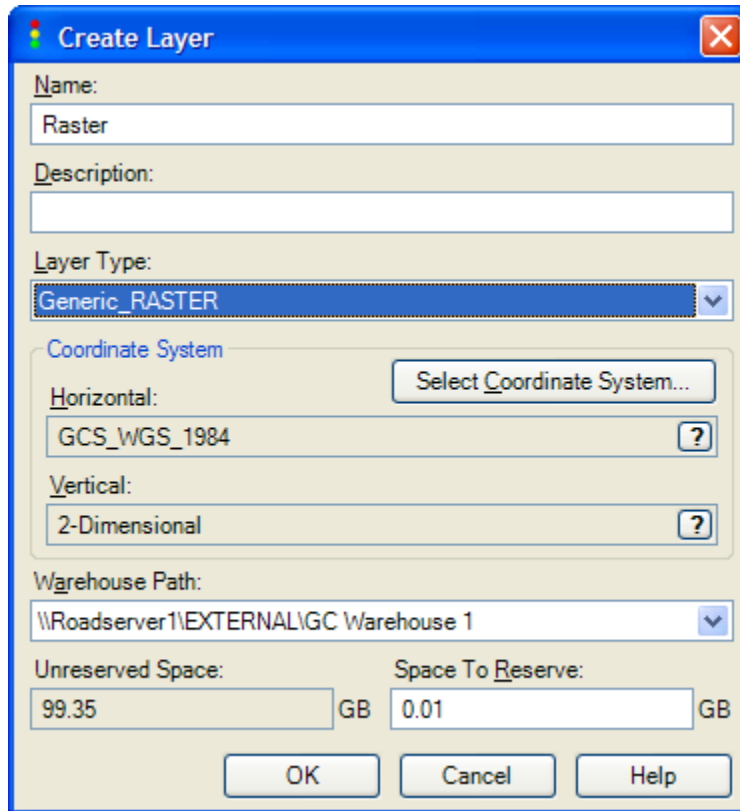 Create Layer
Name:
Raster
Description:
Layer Type:
Generic_RASTER
Coordinate System
Select Coordinate System...
Horizontal:
GCS_WGS_1984
?
Vertical:
2-Dimensional
?
Warehouse Path:
\\Roadserver1\EXTERNAL\GC Warehouse 1
Unreserved Space: Space To Reserve:
99.35 GB 0.01 GB
OK Cancel Help